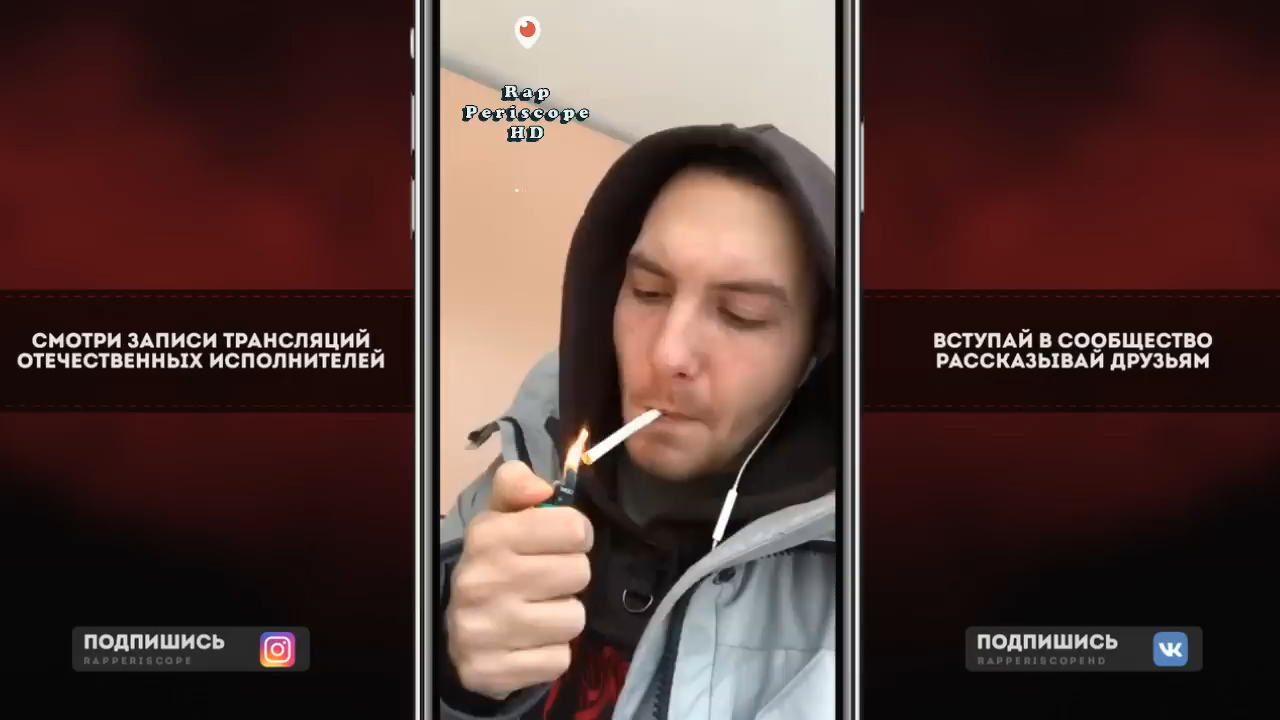 Rap
Periscope
HD
СМОТРИ ЗАПИСИ ТРАНСЛЯЦИЙ
ОТЕЧЕСТВЕННЫХ ИСПОЛНИТЕЛЕЙ
ВСТУПАЙ В СООБЩЕСТВО
РАССКАЗЫВАЙ ДРУЗЬЯМ
ПОДПИШИСЬ
RAPPERISCOPE
ПОДПИШИСЬ
RAPPERISCOPEHD